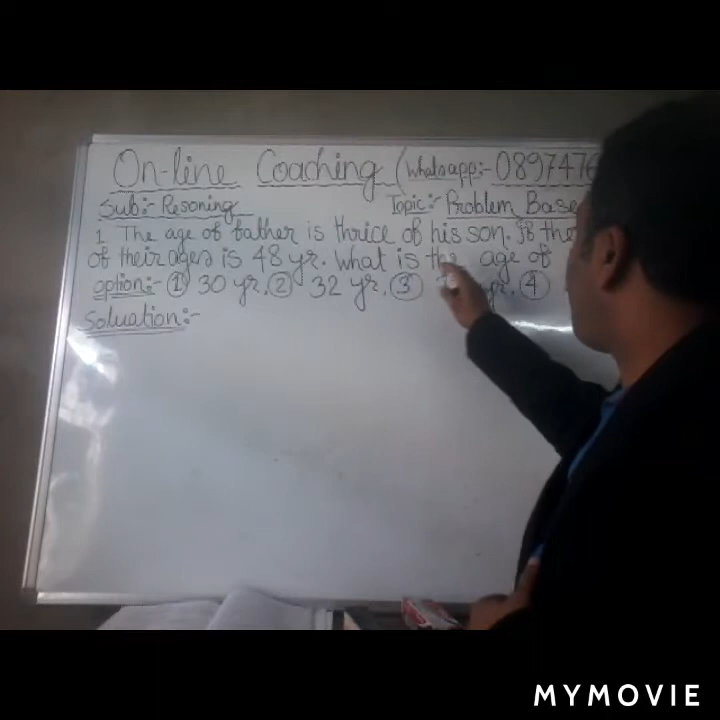 On-line Coaching (whatsapp:- 0897476
Sub:- Resoning Topic:- Problem Base
1 The age of father is thrice of his son. If the
of their ages is 48 yr. What is the age of
option:- ① 30 yr. ② 32 yr. ③ yr. ④
Soluation:-
MYMOVIE